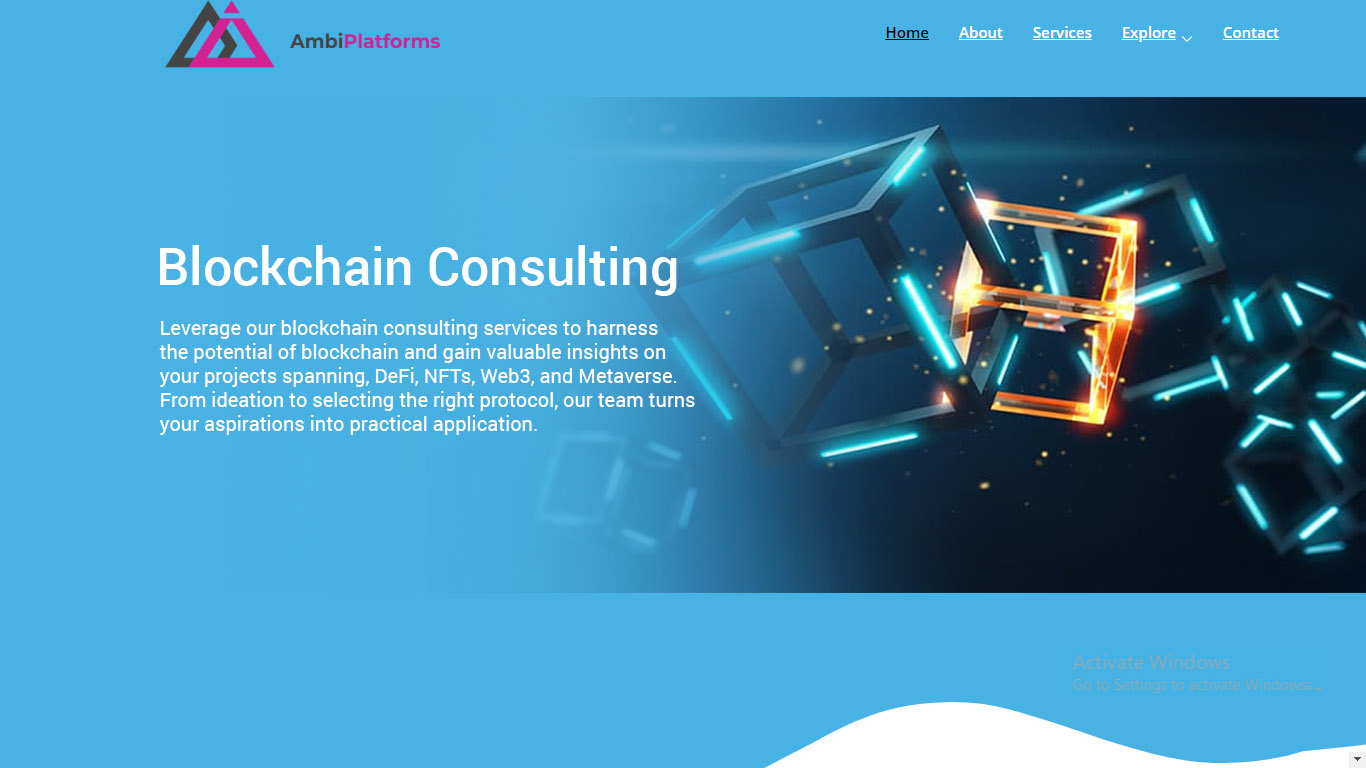 AmbiPlatforms
Home
About
Services
Explore
Contact
Blockchain Consulting
Leverage our blockchain consulting services to harness
the potential of blockchain and gain valuable insights on
your projects spanning, DeFi, NFTs, Web3, and Metaverse.
From ideation to selecting the right protocol, our team turns
your aspirations into practical application.
Activate Windows
Go to Settings to activate Windows.